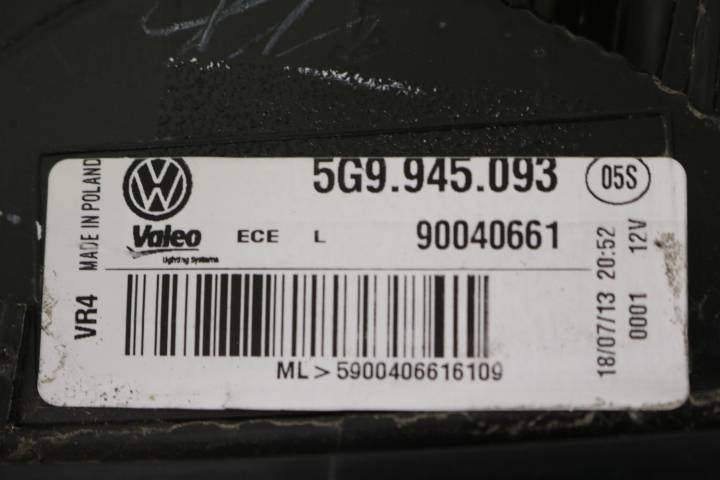 MADE IN POLAND
VR4
VW
5G9.945.093
05S
Valeo
Lighting Systems
ECE L 90040661
ML>5900406616109
18/07/13 20:52
0001 12V